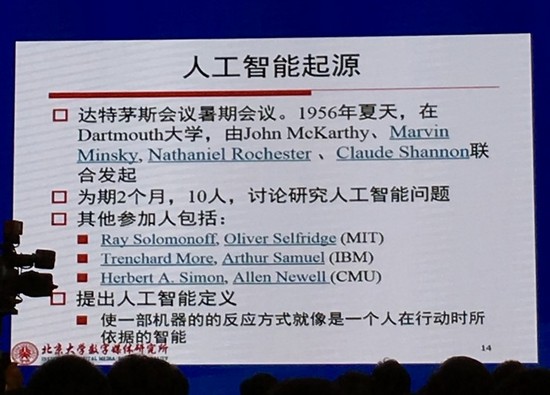 人工智能起源
达特茅斯会议暑期会议。1956年夏天，在
Dartmouth大学，由John McKarthy、Marvin
Minsky, Nathaniel Rochester 、Claude Shannon联
合发起
为期2个月，10人，讨论研究人工智能问题
其他参加人包括：
Ray Solomonoff, Oliver Selfridge (MIT)
Trenchard More, Arthur Samuel (IBM)
Herbert A. Simon, Allen Newell (CMU)
提出人工智能定义
使一部机器的的反应方式就像是一个人在行动时所
依据的智能
北京大学数字媒体研究所
14